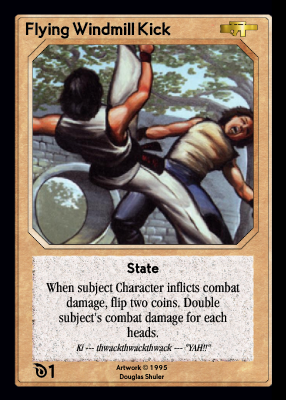 Flying Windmill Kick
State
When subject Character inflicts combat
damage, flip two coins. Double
subject's combat damage for each
heads.
Ki --- thwackthwackthwack --- "YAH!!"
1
Artwork © 1995
Douglas Shuler